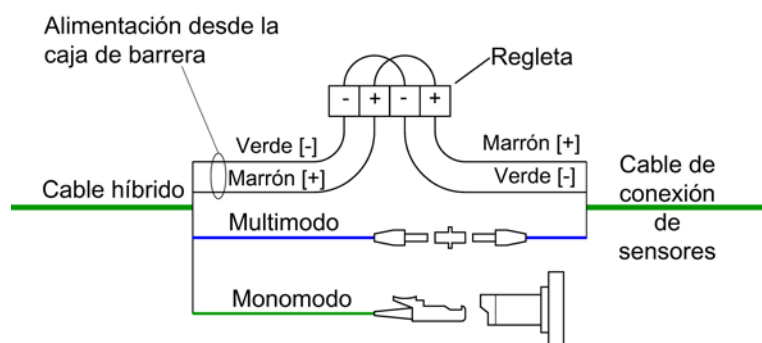 Alimentación desde la
caja de barrera
Regleta
- + - +
Verde [-]
Marrón [+]
Marrón [+]
Verde [-]
Cable híbrido
Cable de
conexión
de
sensores
Multimodo
Monomodo